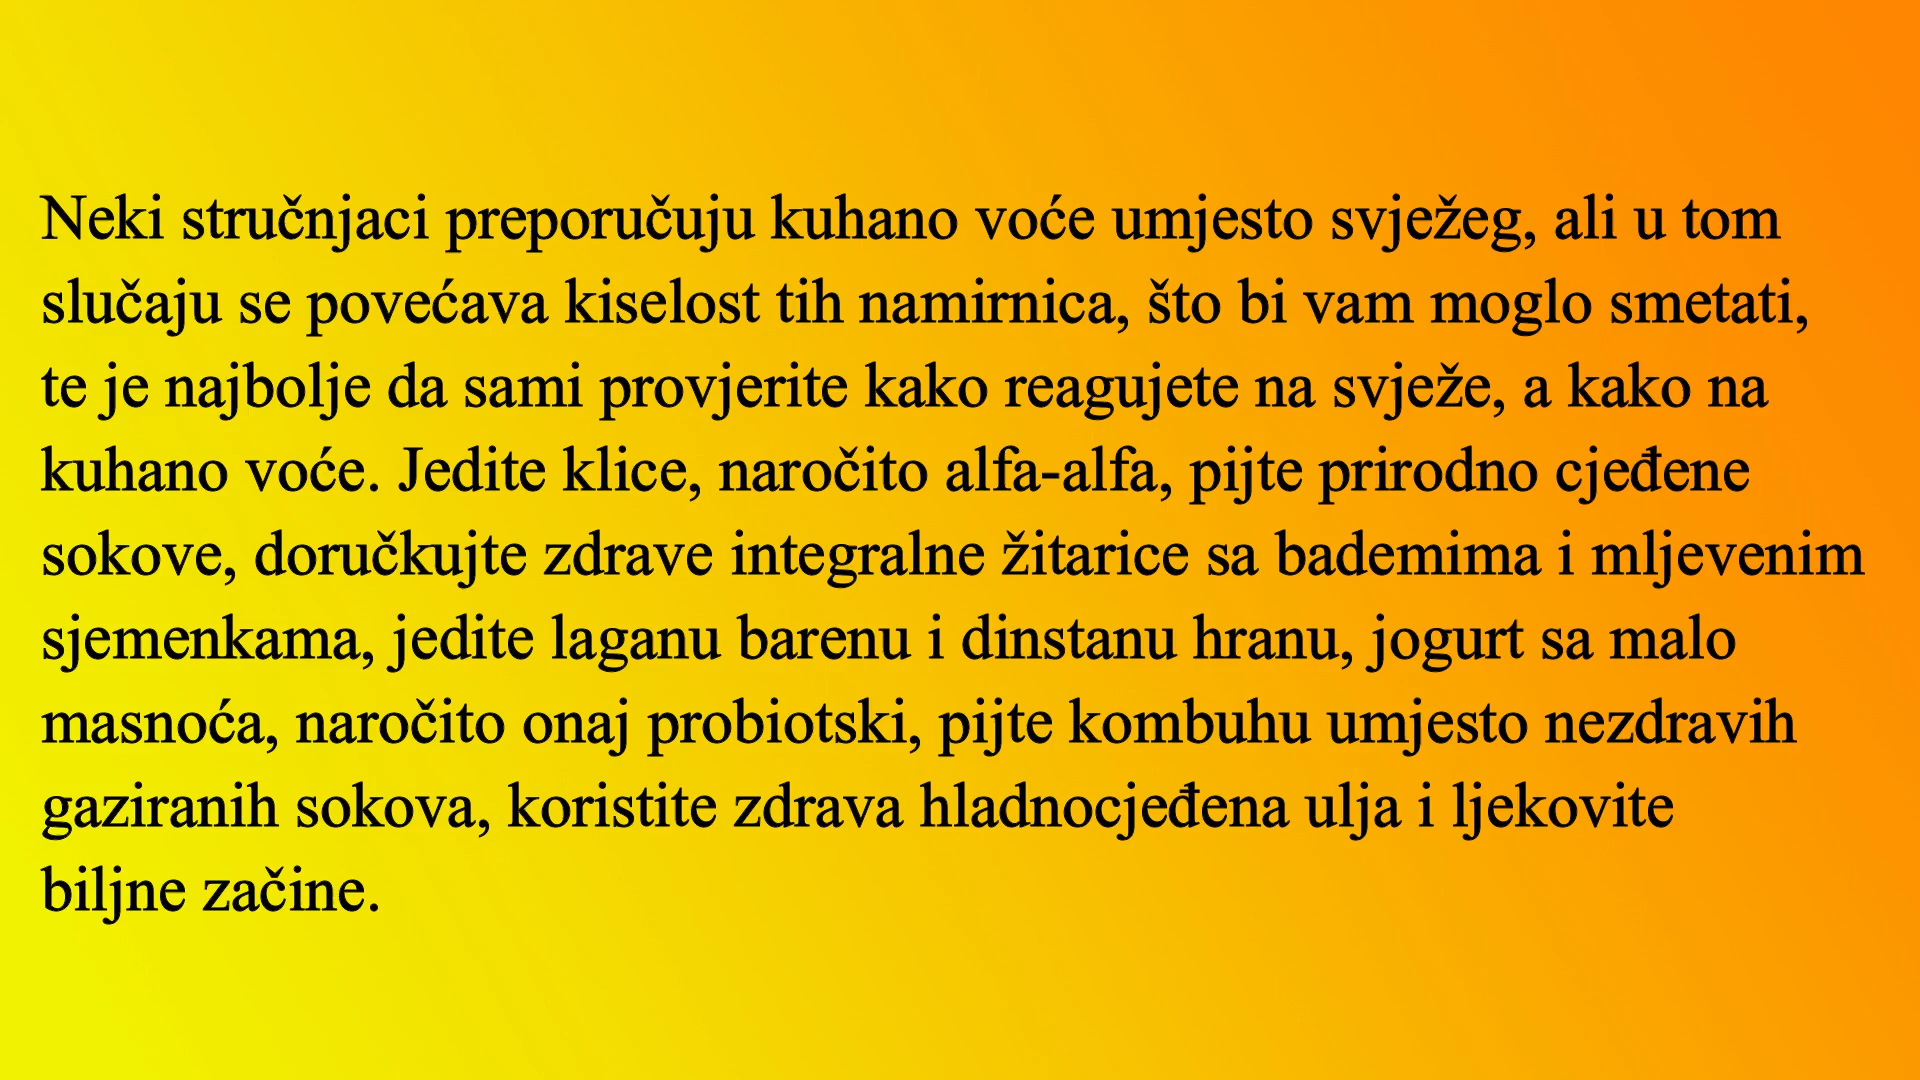 Neki stručnjaci preporučuju kuhano voće umjesto svježeg, ali u tom
slučaju se povećava kiselost tih namirnica, što bi vam moglo smetati,
te je najbolje da sami provjerite kako reagujete na svježe, a kako na
kuhano voće. Jedite klice, naročito alfa-alfa, pijte prirodno cjeđene
sokove, doručkujte zdrave integralne žitarice sa bademima i mljevenim
sjemenkama, jedite laganu barenu i dinstanu hranu, jogurt sa malo
masnoća, naročito onaj probiotski, pijte kombuhu umjesto nezdravih
gaziranih sokova, koristite zdrava hladnocjeđena ulja i ljekovite
biljne začine.